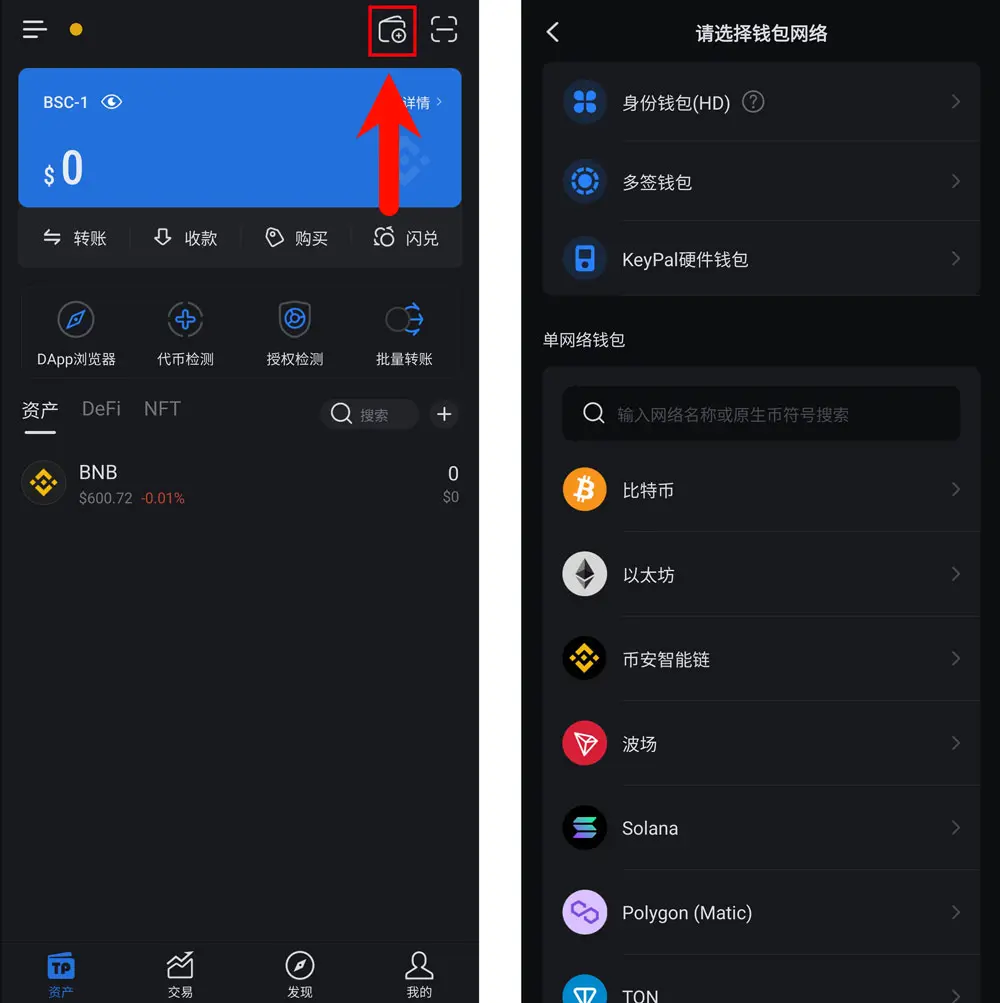 BSC-1
详情
$ 0
转账
收款
购买
闪兑
DApp浏览器
代币检测
授权检测
批量转账
资产
DeFi
NFT
搜索
BNB
0
$600.72 -0.01%
$0
TP
资产
交易
发现
我的
请选择钱包网络
身份钱包(HD)
多签钱包
KeyPal硬件钱包
单网络钱包
输入网络名称或原生币符号搜索
比特币
以太坊
币安智能链
波场
Solana
Polygon (Matic)
TON